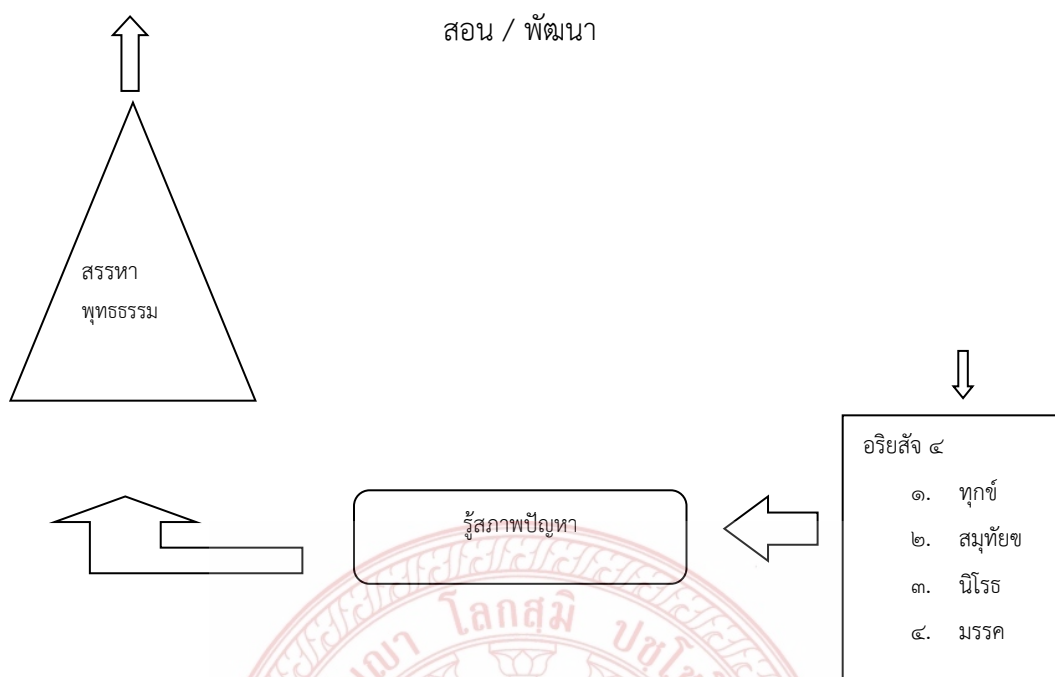 สอน / พัฒนา
สรรหา
พุทธธรรม
อริยสัจ ๔
๑. ทุกข์
๒. สมุทัยฃ
๓. นิโรธ
๔. มรรค
รู้สภาพปัญหา
โลกสฺมิ